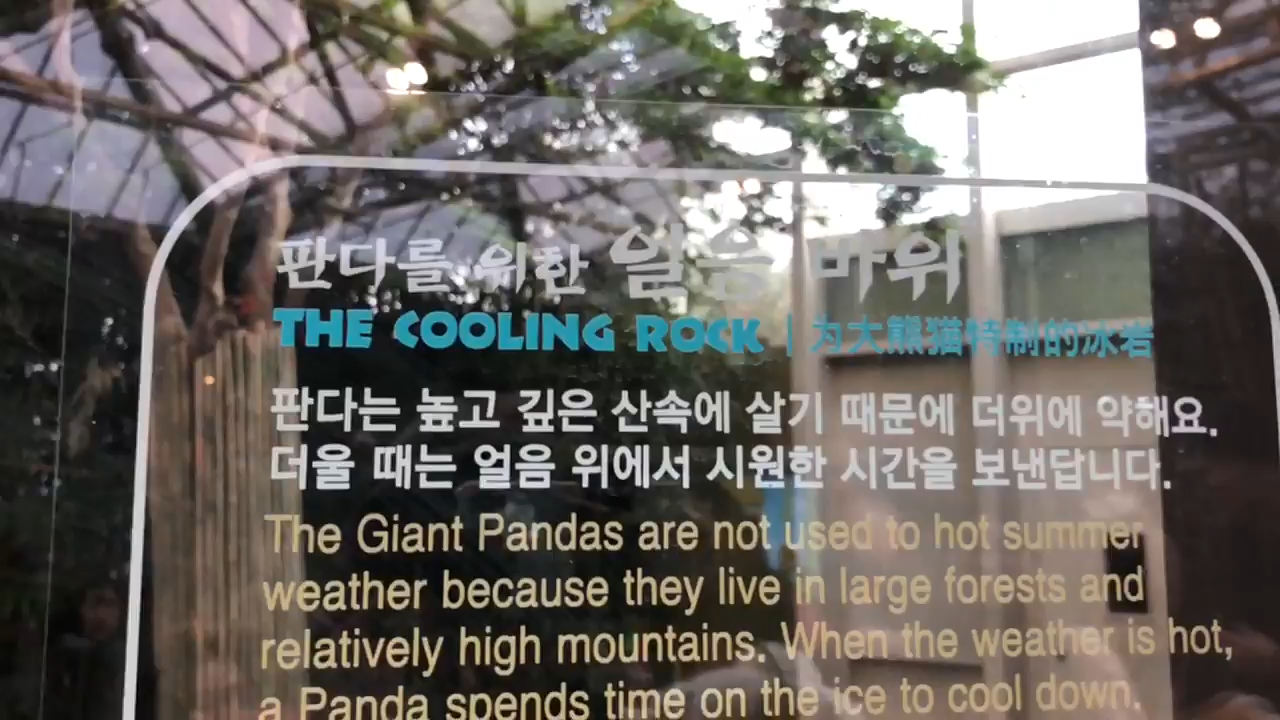 판다를 위한 얼음 바위
THE COOLING ROCK | 为大熊猫特制的冰岩
판다는 높고 깊은 산속에 살기 때문에 더위에 약해요.
더울 때는 얼음 위에서 시원한 시간을 보낸답니다.
The Giant Pandas are not used to hot summer
weather because they live in large forests and
relatively high mountains. When the weather is hot,
a Panda spends time on the ice to cool down.